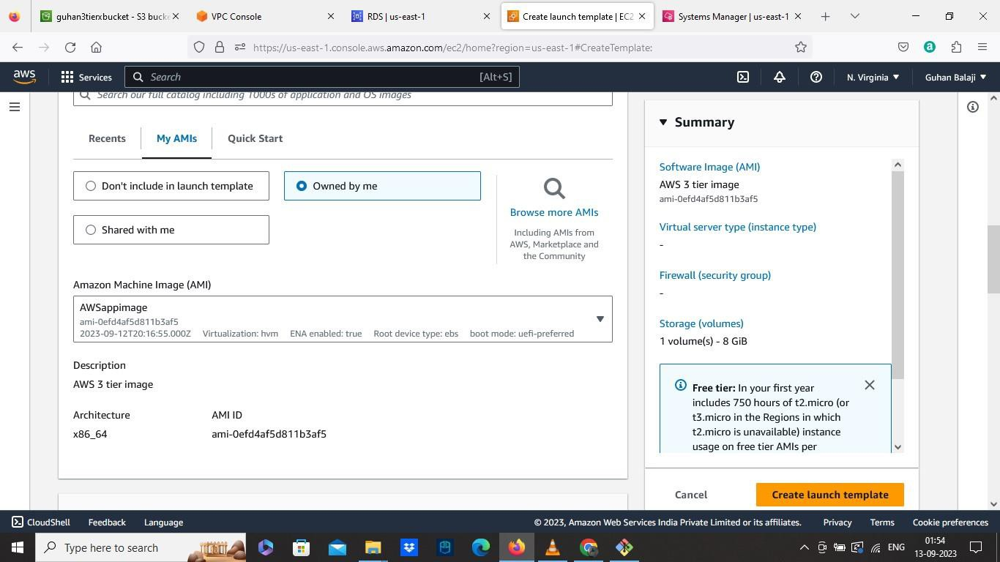 guhan3tierxbucket - S3 bucke
VPC Console
RDS | us-east-1
Create launch template | EC2
Systems Manager | us-east-1
https://us-east-1.console.aws.amazon.com/ec2/home?region=us-east-1#CreateTemplate:
aws
Services
Search
[Alt+S]
N. Virginia
Guhan Balaji
Search our full catalog including 1000s of application and OS images
Recents
My AMIs
Quick Start
Don't include in launch template
Owned by me
Shared with me
Browse more AMIs
Including AMIs from
AWS, Marketplace and
the Community
Amazon Machine Image (AMI)
AWSappimage
ami-0efd4af5d811b3af5
2023-09-12T20:16:55.000Z Virtualization: hvm ENA enabled: true Root device type: ebs boot mode: uefi-preferred
Description
AWS 3 tier image
Architecture
AMI ID
x86_64
ami-0efd4af5d811b3af5
Summary
Software Image (AMI)
AWS 3 tier image
ami-0efd4af5d811b3af5
Virtual server type (instance type)
-
Firewall (security group)
-
Storage (volumes)
1 volume(s) - 8 GiB
Free tier: In your first year
includes 750 hours of t2.micro (or
t3.micro in the Regions in which
t2.micro is unavailable) instance
usage on free tier AMIs per
Cancel
Create launch template
CloudShell
Feedback
Language
© 2023, Amazon Web Services India Private Limited or its affiliates.
Privacy
Terms
Cookie preferences
Type here to search
ENG
01:54
13-09-2023